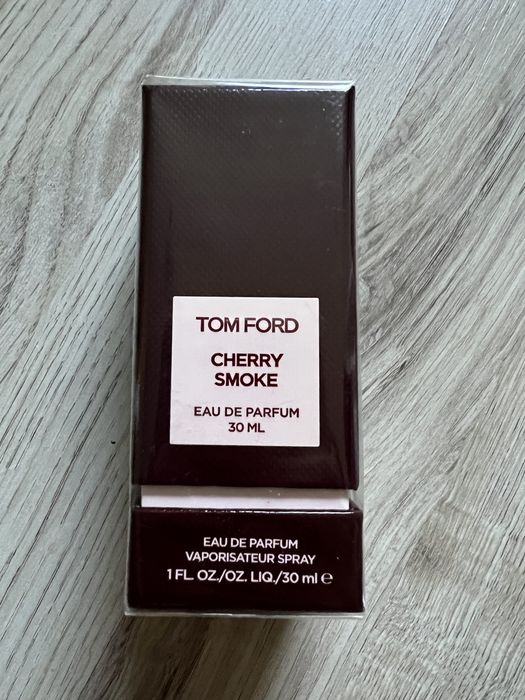 TOM FORD
CHERRY
SMOKE
EAU DE PARFUM
30 ML
EAU DE PARFUM
VAPORISATEUR SPRAY
1 FL. OZ./OZ. LIQ./30 ml ℮